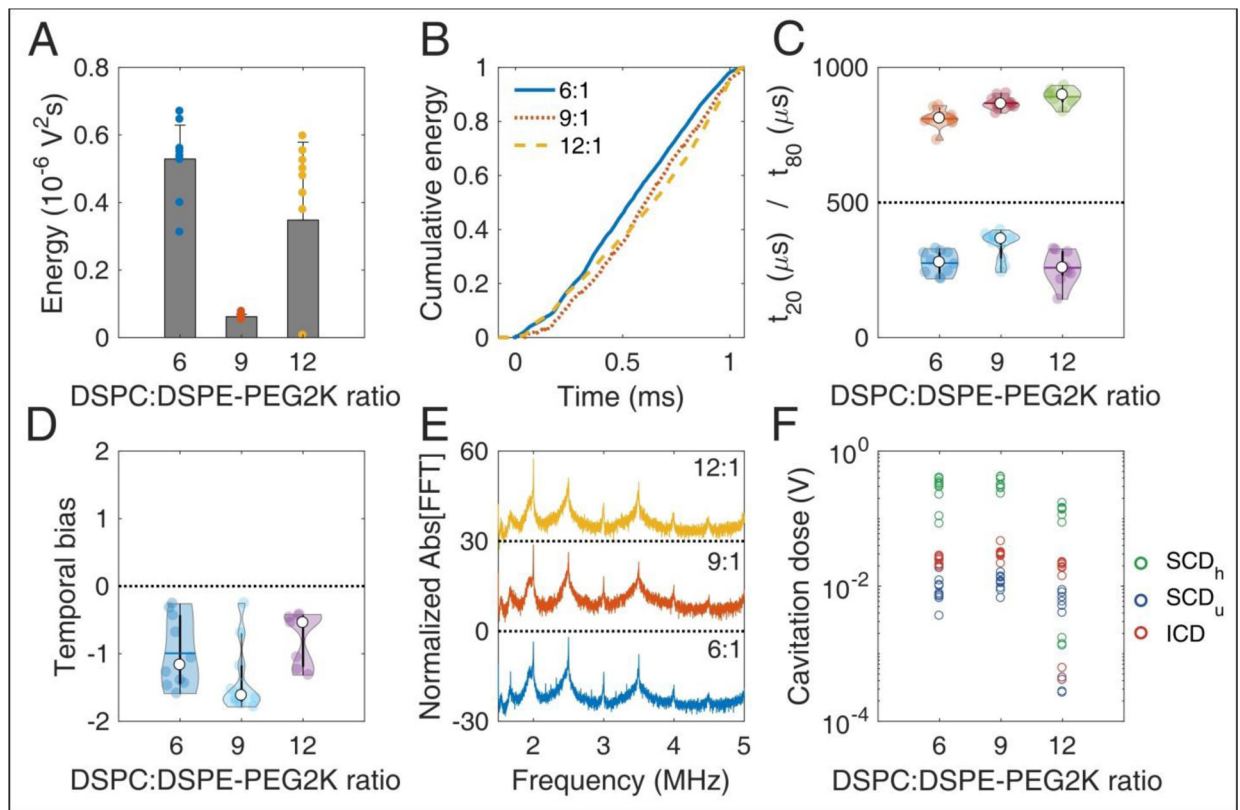 A
0.8
0.6
0.4
0.2
0
Energy (10-6 V2s)
6 9 12
DSPC:DSPE-PEG2K ratio
B
1
0.8
0.6
0.4
0.2
0
Cumulative energy
6:1
9:1
12:1
0 0.5 1
Time (ms)
C
1000
500
0
t20 (μs) / t80 (μs)
6 9 12
DSPC:DSPE-PEG2K ratio
D
2
1
0
-1
-2
Temporal bias
6 9 12
DSPC:DSPE-PEG2K ratio
E
60
30
0
-30
Normalized Abs[FFT]
12:1
9:1
6:1
2 3 4 5
Frequency (MHz)
F
100
10-2
10-4
Cavitation dose (V)
6 9 12
DSPC:DSPE-PEG2K ratio
SCDh
SCDu
ICD